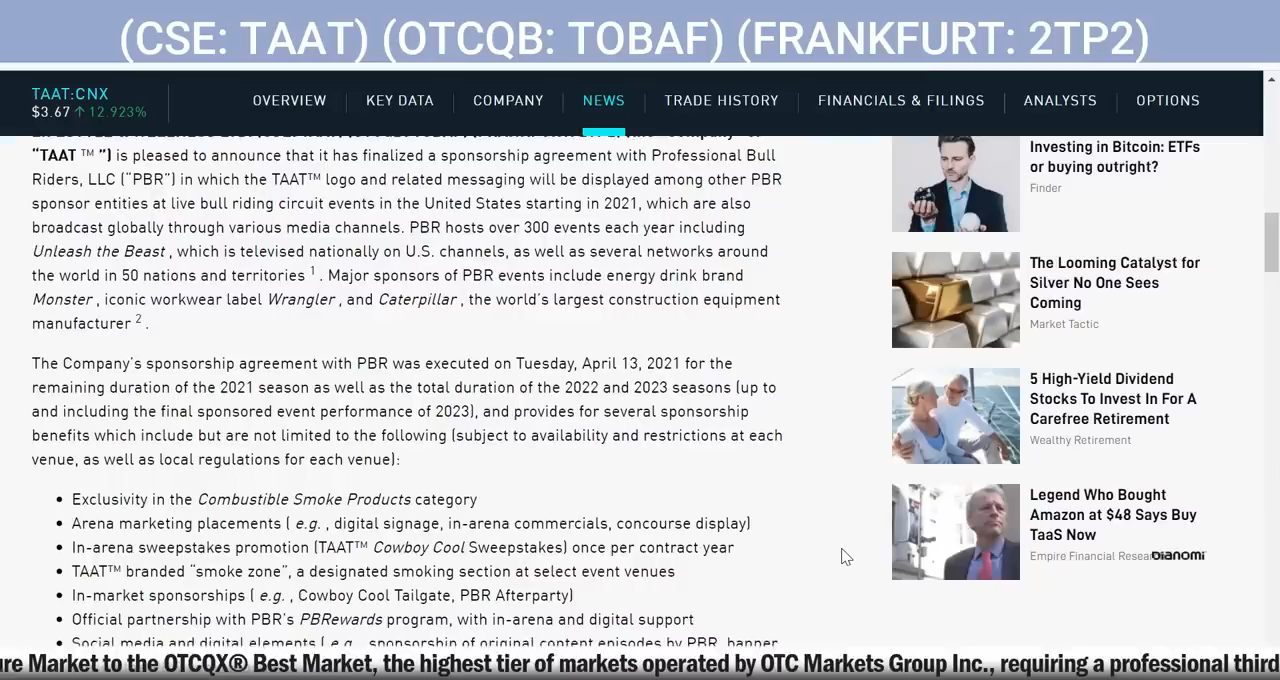 (CSE: TAAT) (OTCQB: TOBAF) (FRANKFURT: 2TP2)
TAAT:CNX
$3.67 ↑ 12.923%
OVERVIEW
KEY DATA
COMPANY
NEWS
TRADE HISTORY
FINANCIALS & FILINGS
ANALYSTS
OPTIONS
“TAAT ™ ”) is pleased to announce that it has finalized a sponsorship agreement with Professional Bull
Riders, LLC (“PBR”) in which the TAAT™ logo and related messaging will be displayed among other PBR
sponsor entities at live bull riding circuit events in the United States starting in 2021, which are also
broadcast globally through various media channels. PBR hosts over 300 events each year including
Unleash the Beast , which is televised nationally on U.S. channels, as well as several networks around
the world in 50 nations and territories 1 . Major sponsors of PBR events include energy drink brand
Monster , iconic workwear label Wrangler , and Caterpillar , the world’s largest construction equipment
manufacturer 2 .
The Company’s sponsorship agreement with PBR was executed on Tuesday, April 13, 2021 for the
remaining duration of the 2021 season as well as the total duration of the 2022 and 2023 seasons (up to
and including the final sponsored event performance of 2023), and provides for several sponsorship
benefits which include but are not limited to the following (subject to availability and restrictions at each
venue, as well as local regulations for each venue):
• Exclusivity in the Combustible Smoke Products category
• Arena marketing placements ( e.g. , digital signage, in-arena commercials, concourse display)
• In-arena sweepstakes promotion (TAAT™ Cowboy Cool Sweepstakes) once per contract year
• TAAT™ branded “smoke zone”, a designated smoking section at select event venues
• In-market sponsorships ( e.g. , Cowboy Cool Tailgate, PBR Afterparty)
• Official partnership with PBR’s PBRewards program, with in-arena and digital support
• Social media and digital elements ( e.g. , sponsorship of original content episodes by PBR, banner
Investing in Bitcoin: ETFs
or buying outright?
Finder
The Looming Catalyst for
Silver No One Sees
Coming
Market Tactic
5 High-Yield Dividend
Stocks To Invest In For A
Carefree Retirement
Wealthy Retirement
Legend Who Bought
Amazon at $48 Says Buy
TaaS Now
Empire Financial Resea
dianomi
ure Market to the OTCQX® Best Market, the highest tier of markets operated by OTC Markets Group Inc., requiring a professional third